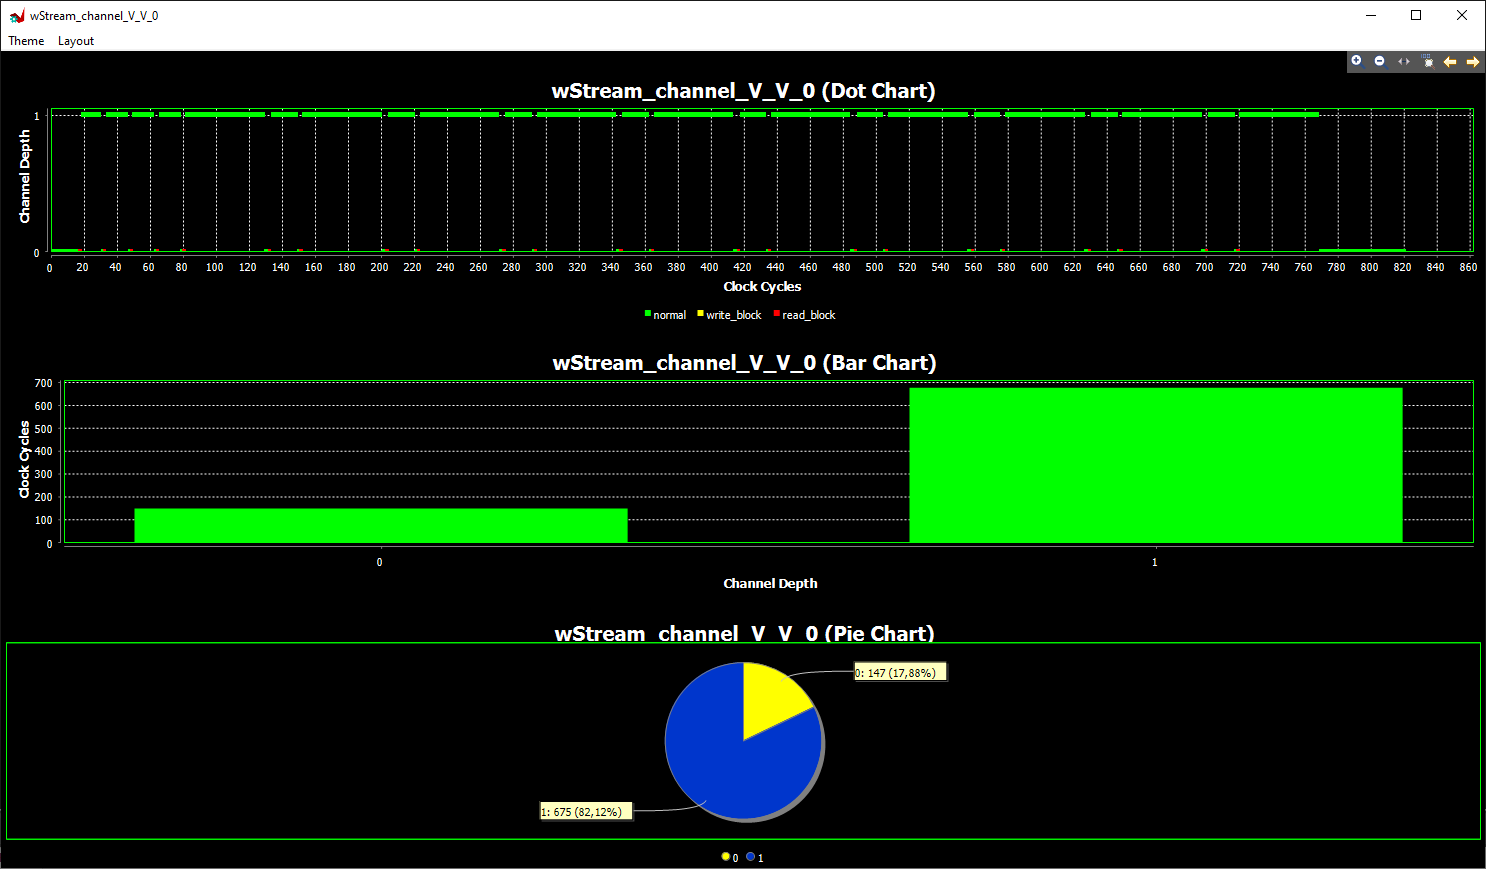 wStream_channel_V_V_0
Theme Layout
wStream_channel_V_V_0 (Dot Chart)
Channel Depth
1
0
0 20 40 60 80 100 120 140 160 180 200 220 240 260 280 300 320 340 360 380 400 420 440 460 480 500 520 540 560 580 600 620 640 660 680 700 720 740 760 780 800 820 840 860
Clock Cycles
normal write_block read_block
wStream_channel_V_V_0 (Bar Chart)
Clock Cycles
700
600
500
400
300
200
100
0
0 1
Channel Depth
wStream_channel_V_V_0 (Pie Chart)
0: 147 (17,88%)
1: 675 (82,12%)
0 1